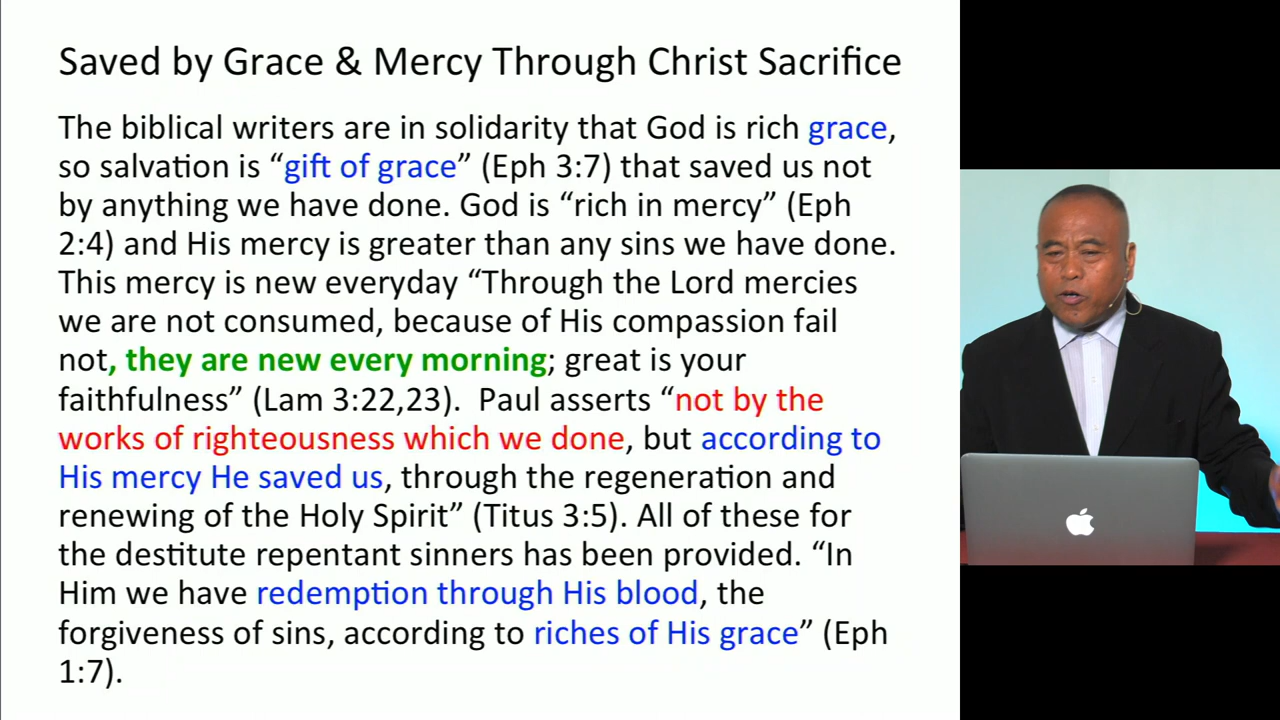 Saved by Grace & Mercy Through Christ Sacrifice
The biblical writers are in solidarity that God is rich grace,
so salvation is “gift of grace” (Eph 3:7) that saved us not
by anything we have done. God is “rich in mercy” (Eph
2:4) and His mercy is greater than any sins we have done.
This mercy is new everyday “Through the Lord mercies
we are not consumed, because of His compassion fail
not, they are new every morning; great is your
faithfulness” (Lam 3:22,23).  Paul asserts “not by the
works of righteousness which we done, but according to
His mercy He saved us, through the regeneration and
renewing of the Holy Spirit” (Titus 3:5). All of these for
the destitute repentant sinners has been provided. “In
Him we have redemption through His blood, the
forgiveness of sins, according to riches of His grace” (Eph
1:7).